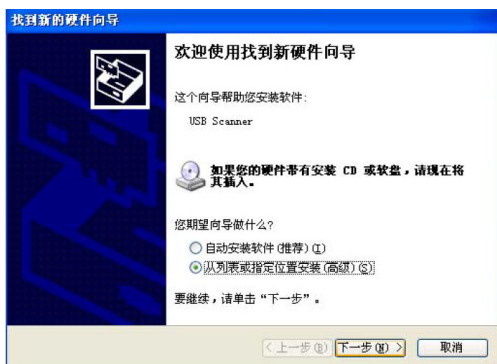 找到新的硬件向导
欢迎使用找到新硬件向导
这个向导帮助您安装软件:
USB Scanner
如果您的硬件带有安装 CD 或软盘，请现在将
其插入。
您期望向导做什么?
自动安装软件(推荐)(I)
从列表或指定位置安装(高级)(S)
要继续，请单击“下一步”。
<上一步(B) 下一步(N) > 取消